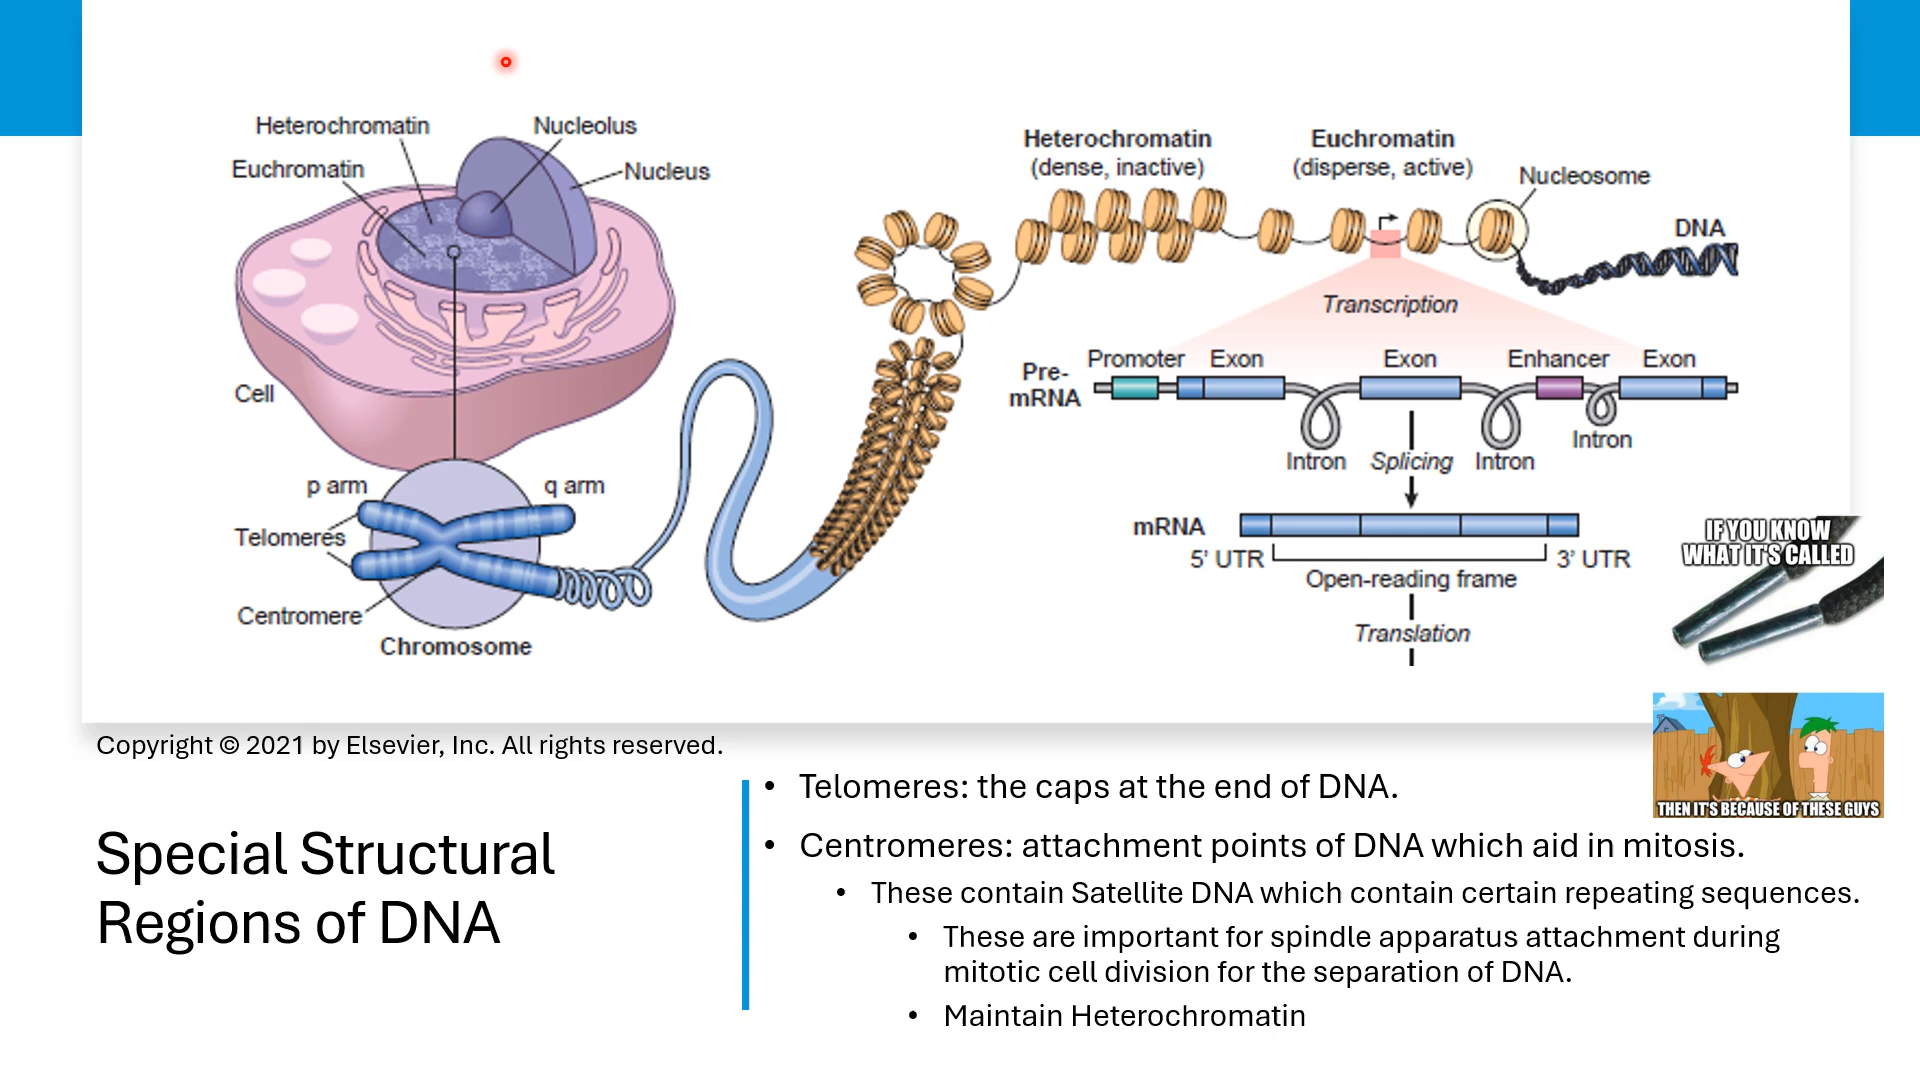 Heterochromatin
Nucleolus
Euchromatin
Nucleus
Cell
p arm
q arm
Telomeres
Centromere
Chromosome
Heterochromatin
(dense, inactive)
Euchromatin
(disperse, active)
Nucleosome
DNA
Transcription
Promoter
Exon
Exon
Enhancer
Exon
Pre-
mRNA
Intron
Splicing
Intron
Intron
mRNA
5' UTR
3' UTR
Open-reading frame
Translation
IF YOU KNOW
WHAT IT'S CALLED
THEN IT'S BECAUSE OF THESE GUYS
Copyright © 2021 by Elsevier, Inc. All rights reserved.
Special Structural
Regions of DNA
• Telomeres: the caps at the end of DNA.
• Centromeres: attachment points of DNA which aid in mitosis.
• These contain Satellite DNA which contain certain repeating sequences.
• These are important for spindle apparatus attachment during
mitotic cell division for the separation of DNA.
• Maintain Heterochromatin